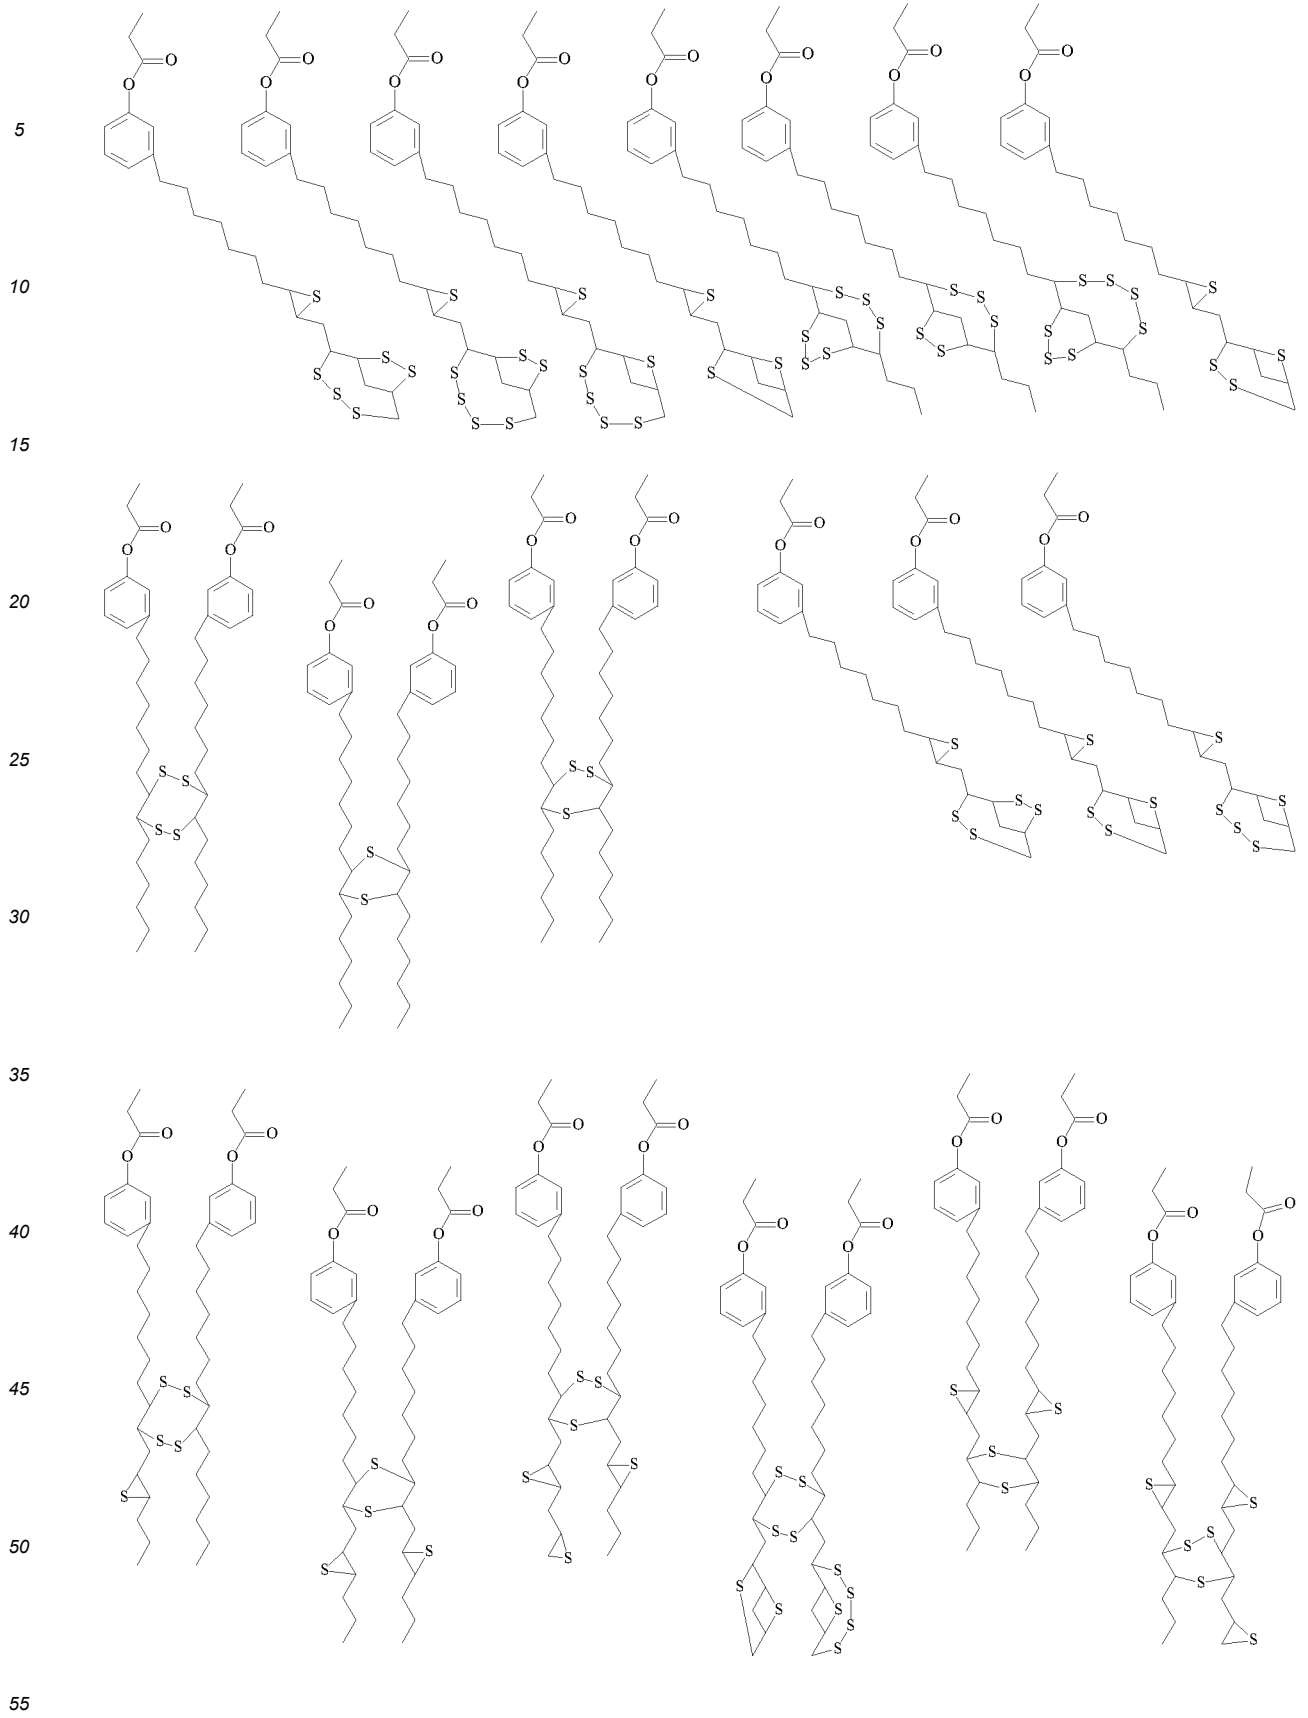 O O O O O O O O
O O O O O O O O
5
10 S S S S S S S S S S S S
S S S S S S
S S S S S S S S S S S S S S S S S
S S S S S S S S S
15
O O O O O O O
O O O O O O O
20 O O
O O
S S S
25 S S S S
S S S S S S
S S S S S S S S
S
S
30
35
O O O O O O
O O O O O O
O O O O O O
40 O O O O O O
45 S S S S S S
S S S S
S S S S S S
S S S S S
50 S S S S S
S S S S S
S S S
S S S
55